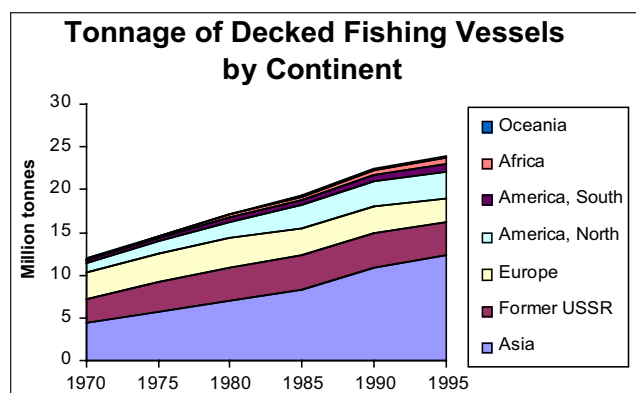 Tonnage of Decked Fishing Vessels
by Continent
30
25
20
15
10
5
0
Million tonnes
1970 1975 1980 1985 1990 1995
Oceania
Africa
America, South
America, North
Europe
Former USSR
Asia